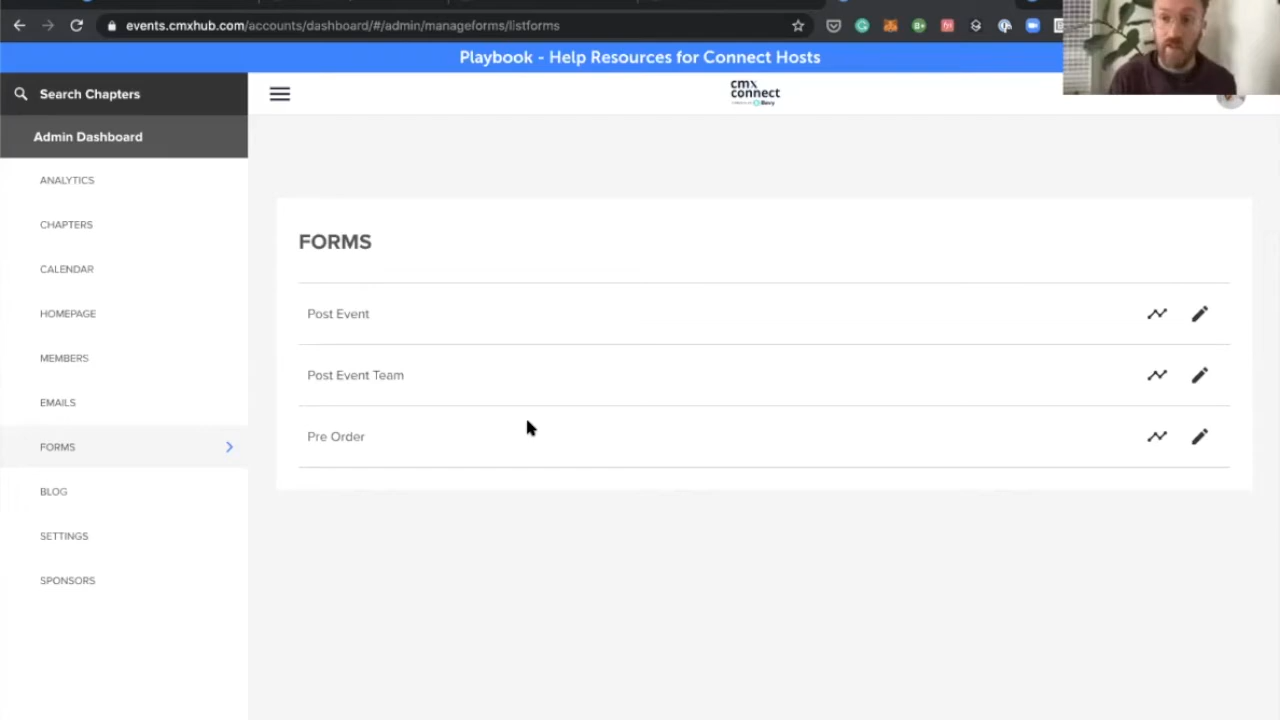 events.cmxhub.com/accounts/dashboard/#/admin/manageforms/listforms
Playbook - Help Resources for Connect Hosts
Search Chapters
cmx
connect
Admin Dashboard
ANALYTICS
CHAPTERS
CALENDAR
HOMEPAGE
MEMBERS
EMAILS
FORMS
BLOG
SETTINGS
SPONSORS
FORMS
Post Event
Post Event Team
Pre Order